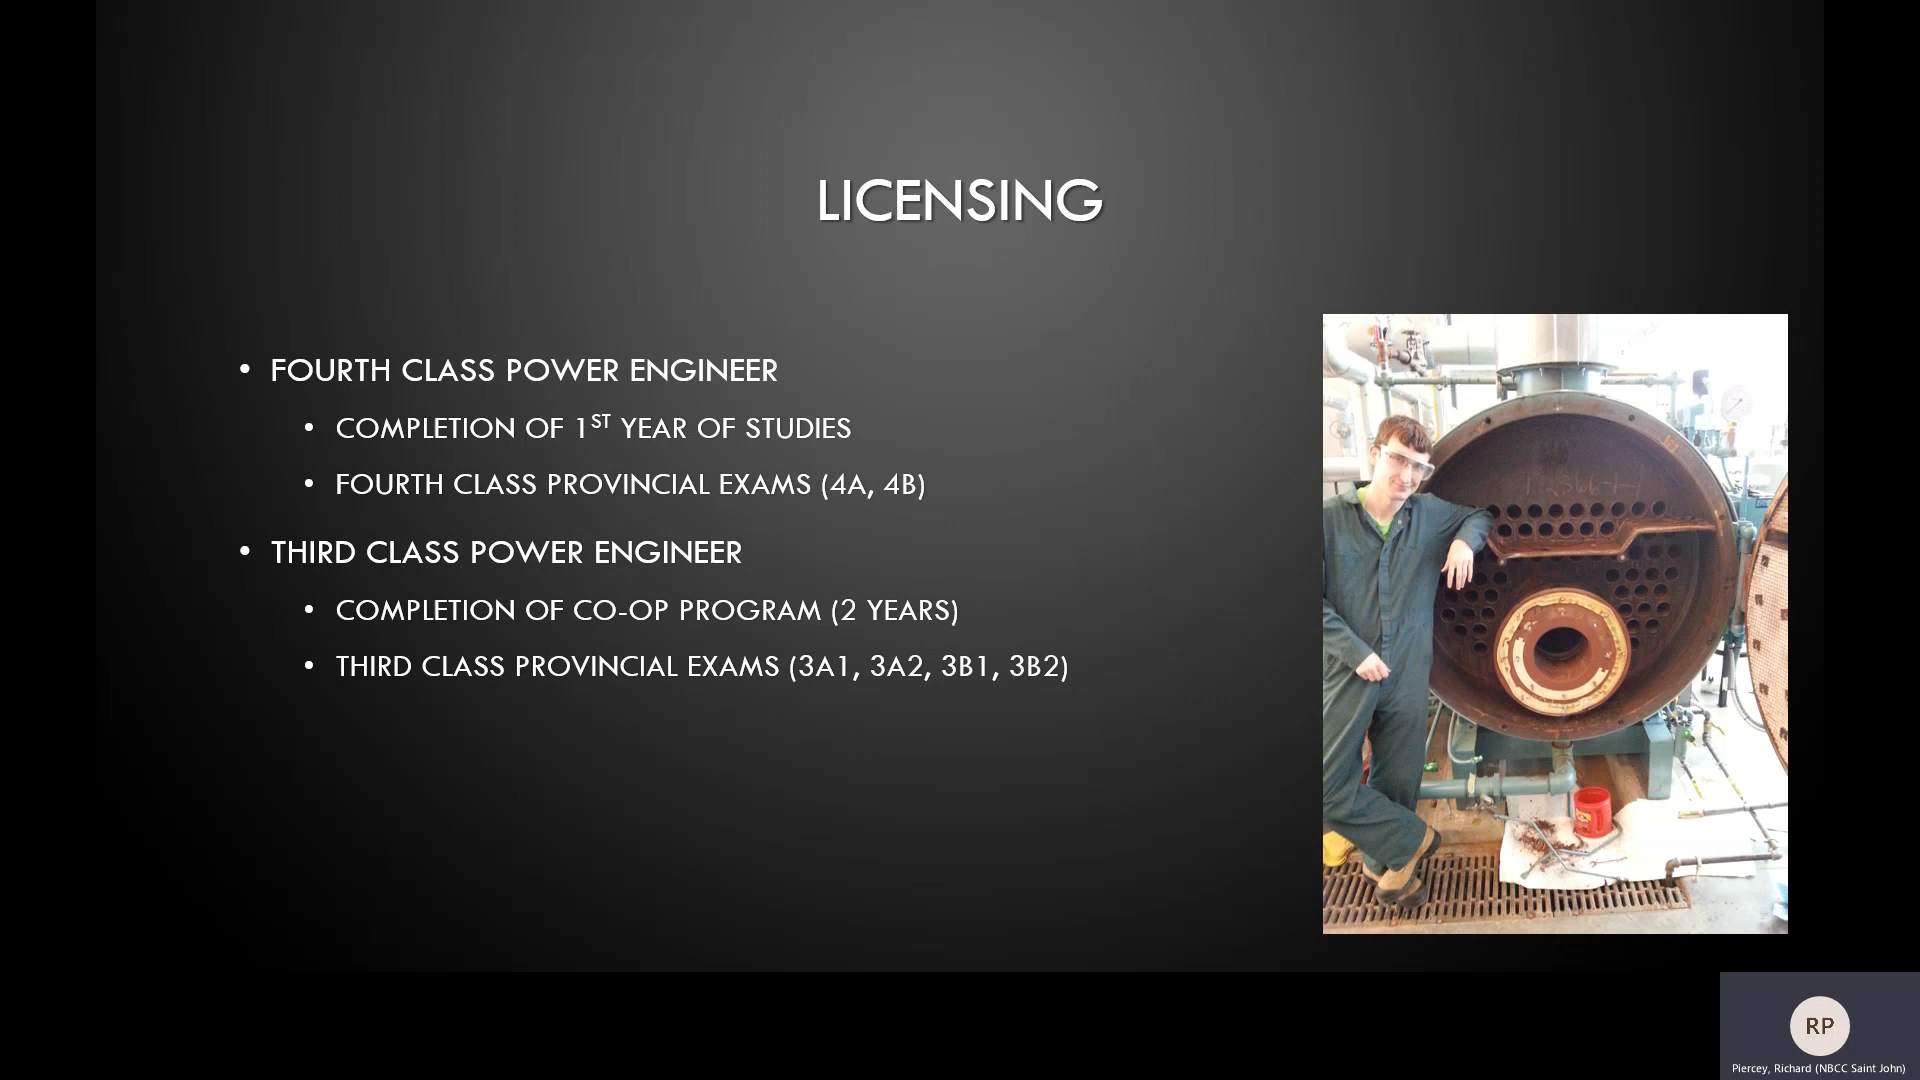 LICENSING
• FOURTH CLASS POWER ENGINEER
• COMPLETION OF 1ST YEAR OF STUDIES
• FOURTH CLASS PROVINCIAL EXAMS (4A, 4B)
• THIRD CLASS POWER ENGINEER
• COMPLETION OF CO-OP PROGRAM (2 YEARS)
• THIRD CLASS PROVINCIAL EXAMS (3A1, 3A2, 3B1, 3B2)
RP
Piercey, Richard (NBCC Saint John)